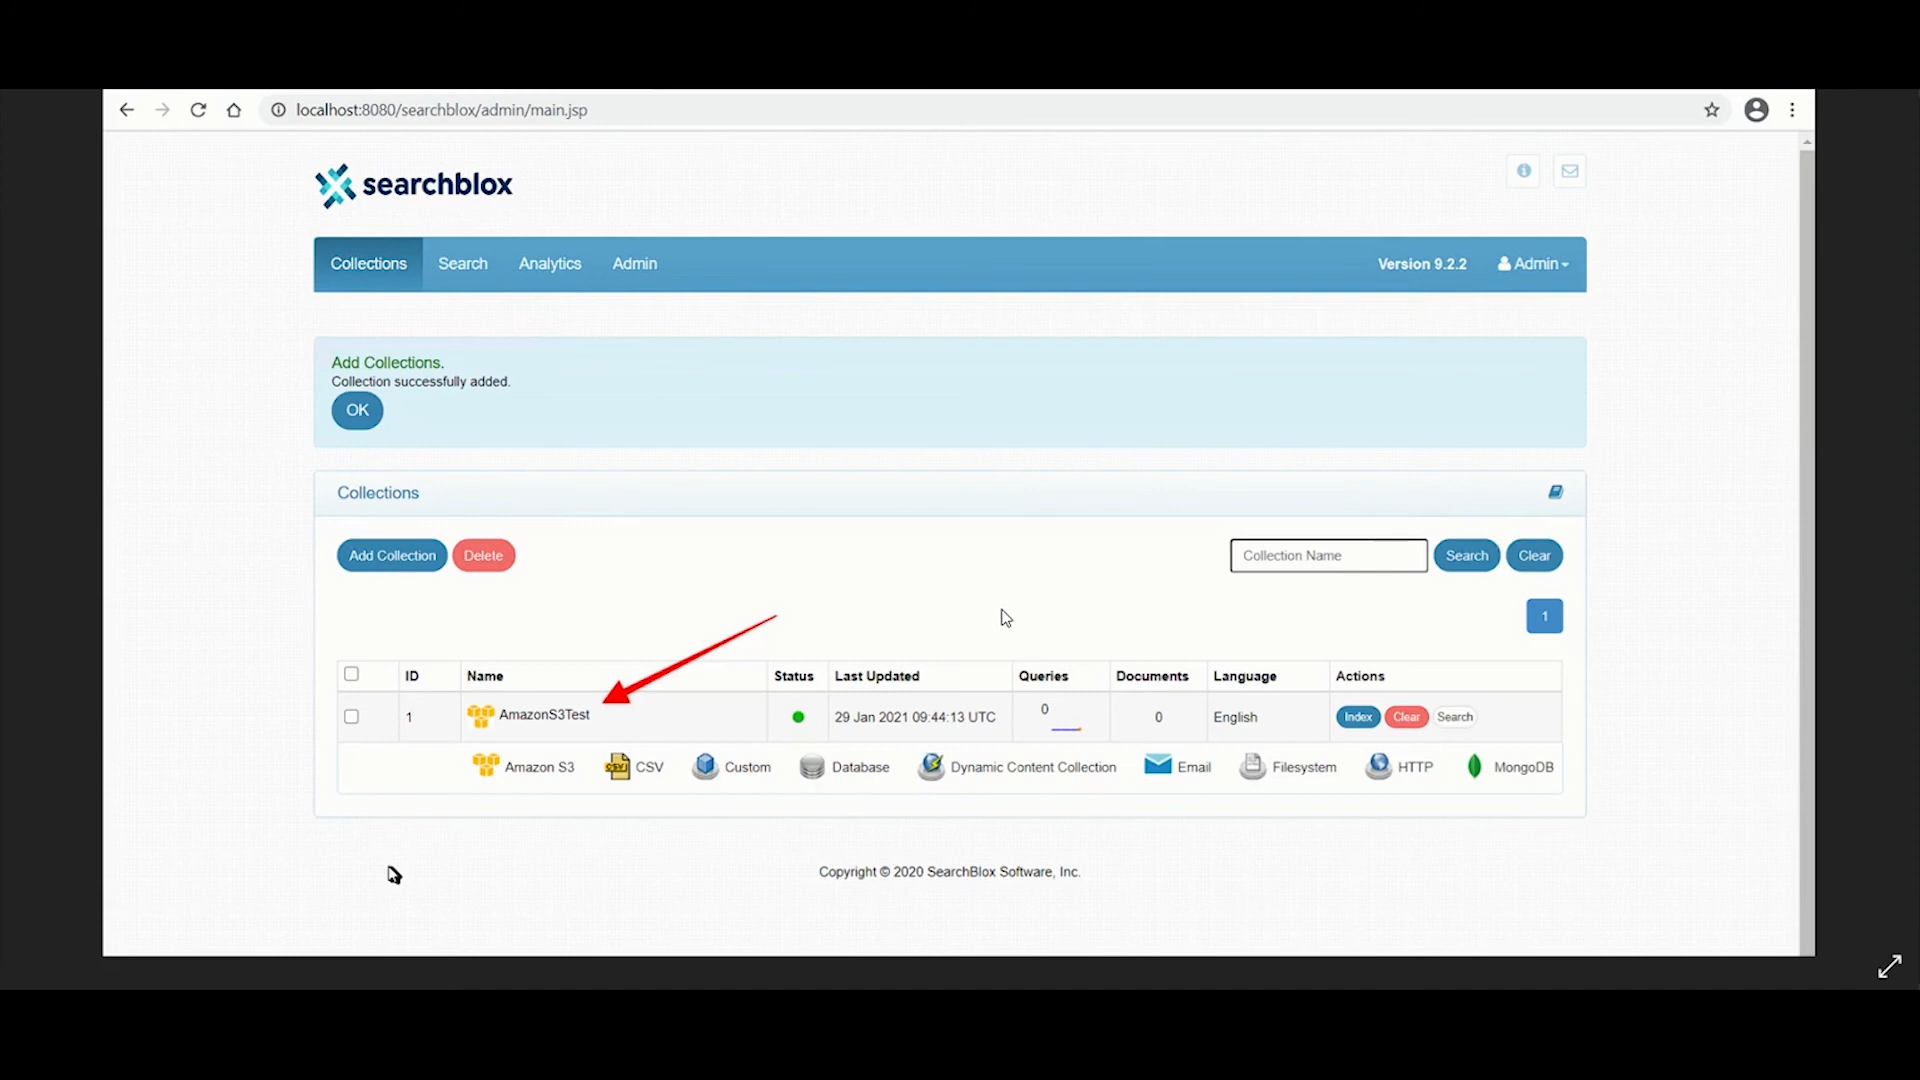 localhost:8080/searchblox/admin/main.jsp
searchblox
Collections Search Analytics Admin Version 9.2.2 Admin
Add Collections.
Collection successfully added.
OK
Collections
Add Collection Delete Collection Name Search Clear
1
ID Name Status Last Updated Queries Documents Language Actions
1 AmazonS3Test 29 Jan 2021 09:44:13 UTC 0 0 English Index Clear Search
Amazon S3 CSV CSV Custom Database Dynamic Content Collection Email Filesystem HTTP MongoDB
Copyright © 2020 SearchBlox Software, Inc.